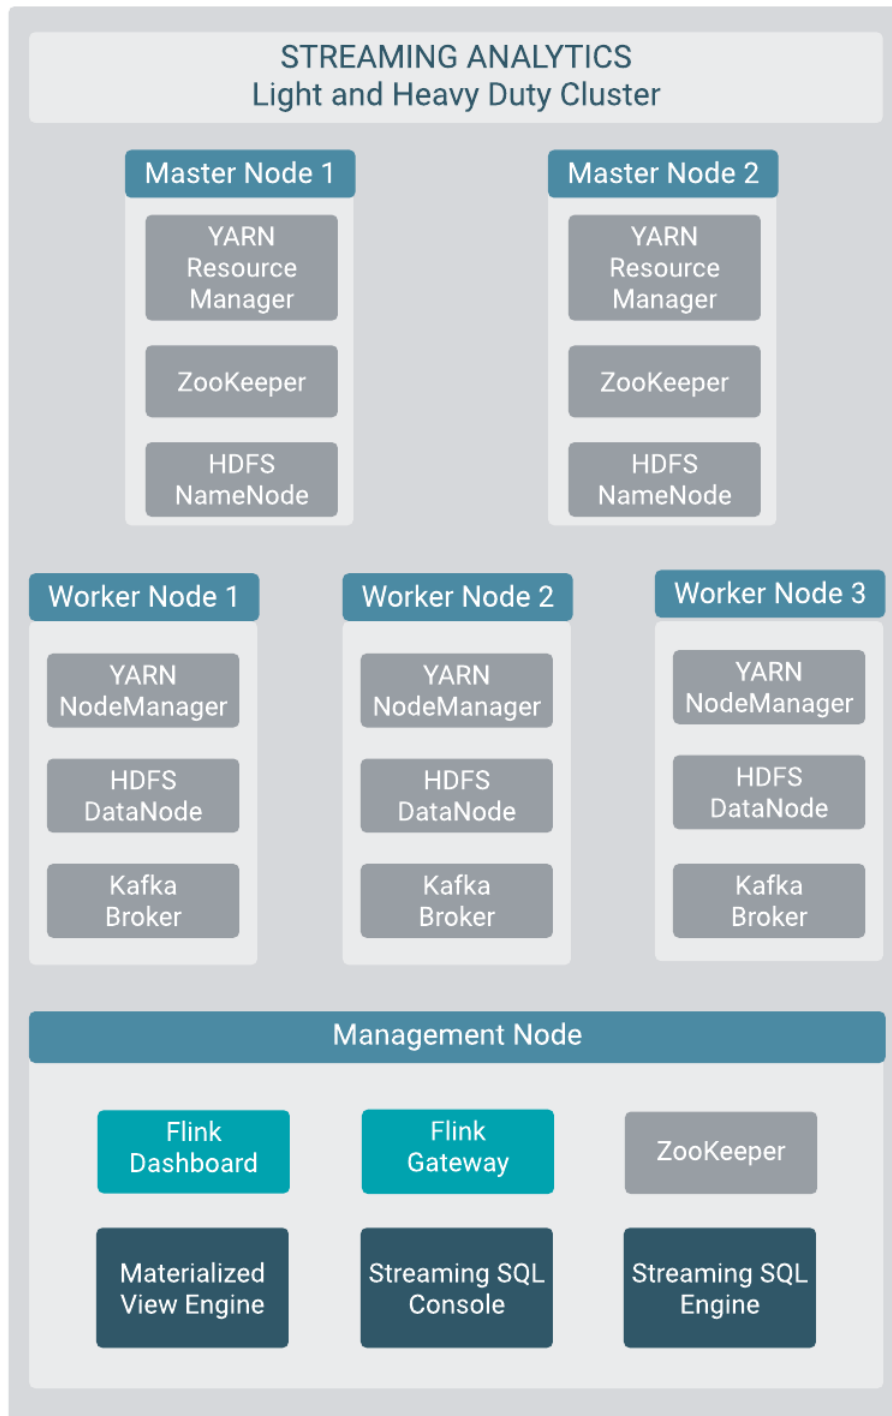 STREAMING ANALYTICS
Light and Heavy Duty Cluster
Master Node 1
YARN
Resource
Manager
ZooKeeper
HDFS
NameNode
Master Node 2
YARN
Resource
Manager
ZooKeeper
HDFS
NameNode
Worker Node 1
YARN
NodeManager
HDFS
DataNode
Kafka
Broker
Worker Node 2
YARN
NodeManager
HDFS
DataNode
Kafka
Broker
Worker Node 3
YARN
NodeManager
HDFS
DataNode
Kafka
Broker
Management Node
Flink
Dashboard
Flink
Gateway
ZooKeeper
Materialized
View Engine
Streaming SQL
Console
Streaming SQL
Engine